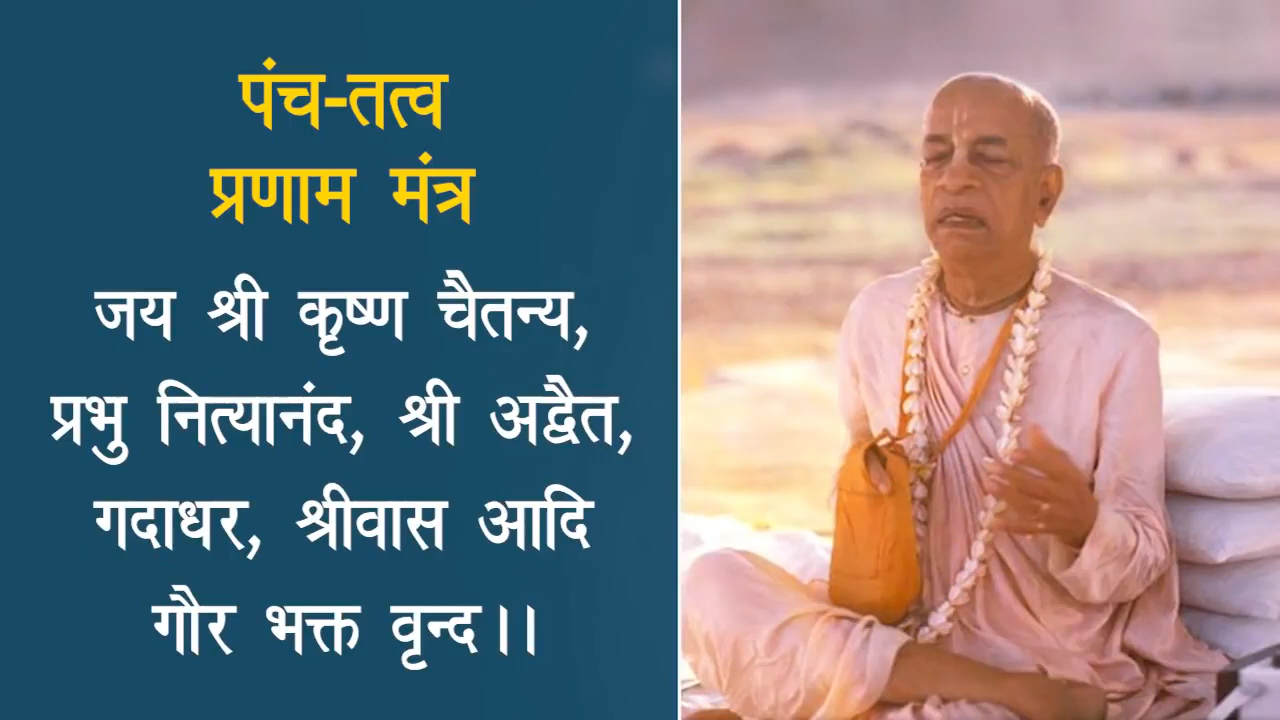 पंच-तत्व
प्रणाम मंत्र
जय श्री कृष्ण चैतन्य,
प्रभु नित्यानंद, श्री अद्वैत,
गदाधर, श्रीवास आदि
गौर भक्त वृन्द।।